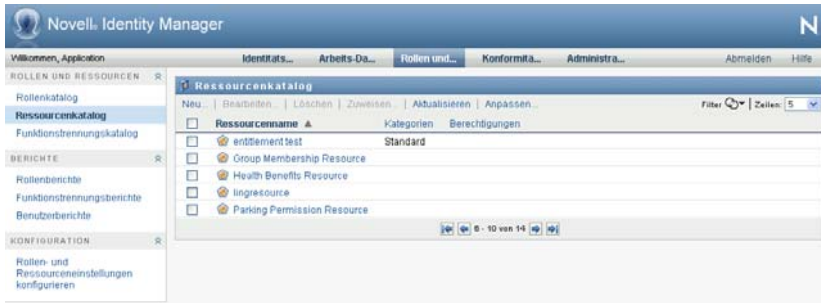 Novell® Identity Manager
N
Willkommen, Application
Identitäts...
Arbeits-Da...
Rollen und...
Konformitä...
Administra...
Abmelden
Hilfe
ROLLEN UND RESSOURCEN
Rollenkatalog
Ressourcenkatalog
Funktionstrennungskatalog
BERICHTE
Rollenberichte
Funktionstrennungsberichte
Benutzerberichte
KONFIGURATION
Rollen- und
Ressourceneinstellungen
konfigurieren
Ressourcenkatalog
Neu... | Bearbeiten... | Löschen | Zuweisen... | Aktualisieren | Anpassen...
Filter | Zeilen: 5
Ressourcenname Kategorien Berechtigungen
entitlement test Standard
Group Membership Resource
Health Benefits Resource
lingresource
Parking Permission Resource
6 - 10 von 14